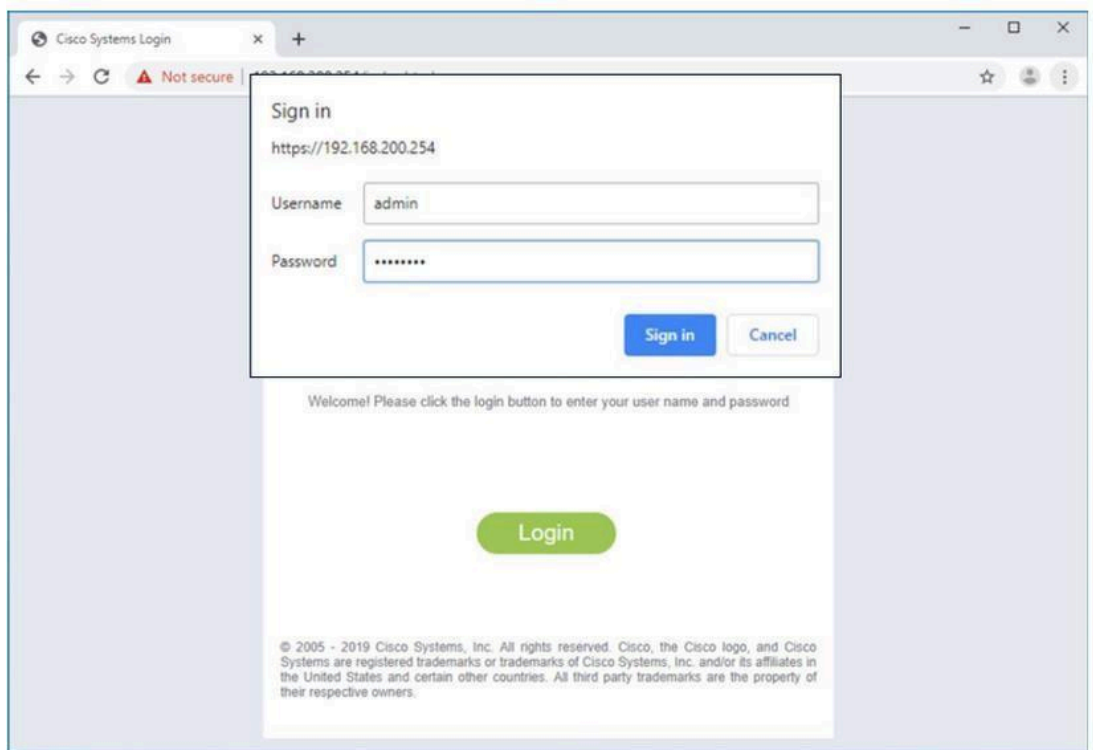 Cisco Systems Login
Not secure
Sign in
https://192.168.200.254
Username admin
Password ••••••••
Sign in Cancel
Welcome! Please click the login button to enter your user name and password
Login
© 2005 - 2019 Cisco Systems, Inc. All rights reserved. Cisco, the Cisco logo, and Cisco
Systems are registered trademarks or trademarks of Cisco Systems, Inc. and/or its affiliates in
the United States and certain other countries. All third party trademarks are the property of
their respective owners.